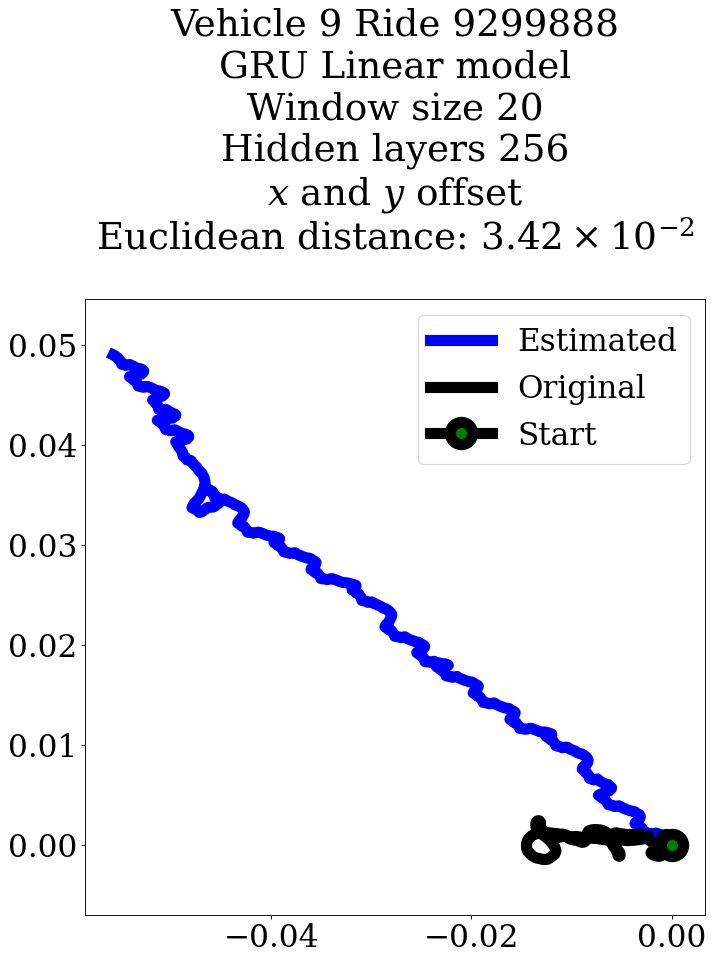 Vehicle 9 Ride 9299888
GRU Linear model
Window size 20
Hidden layers 256
x and y offset
Euclidean distance: 3.42 × 10⁻²
Estimated
Original
Start
0.05
0.04
0.03
0.02
0.01
0.00
−0.04
−0.02
0.00